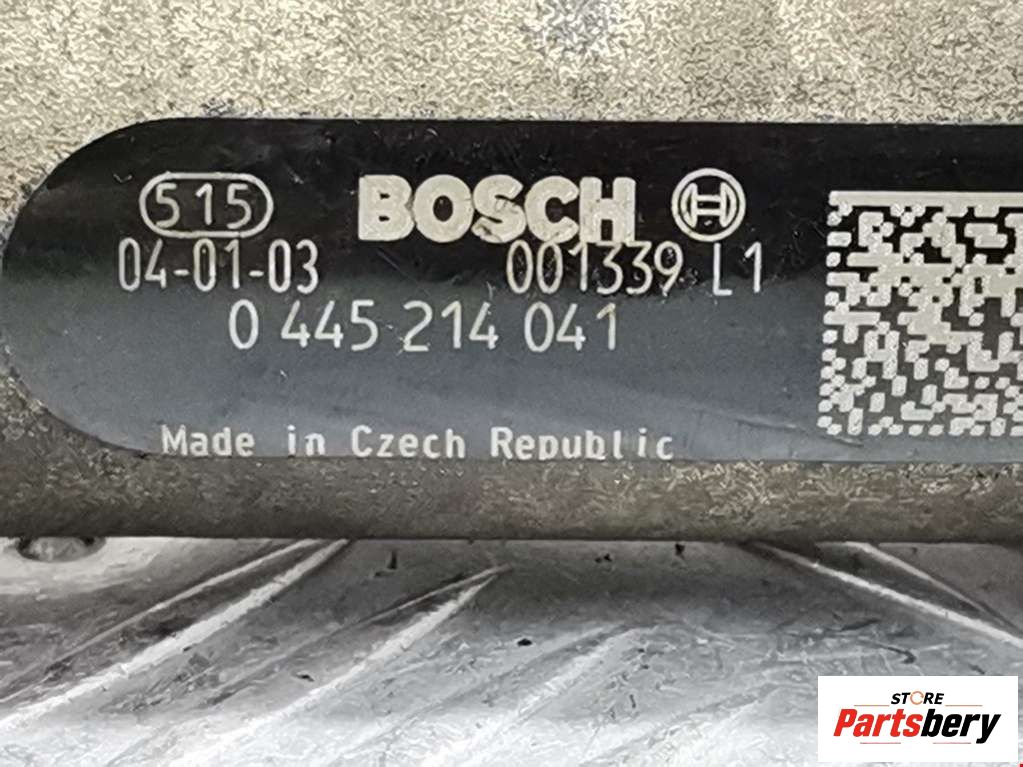 515 BOSCH
04-01-03 001339 L1
0 445 214 041
Made in Czech Republic
STORE
Partsbery